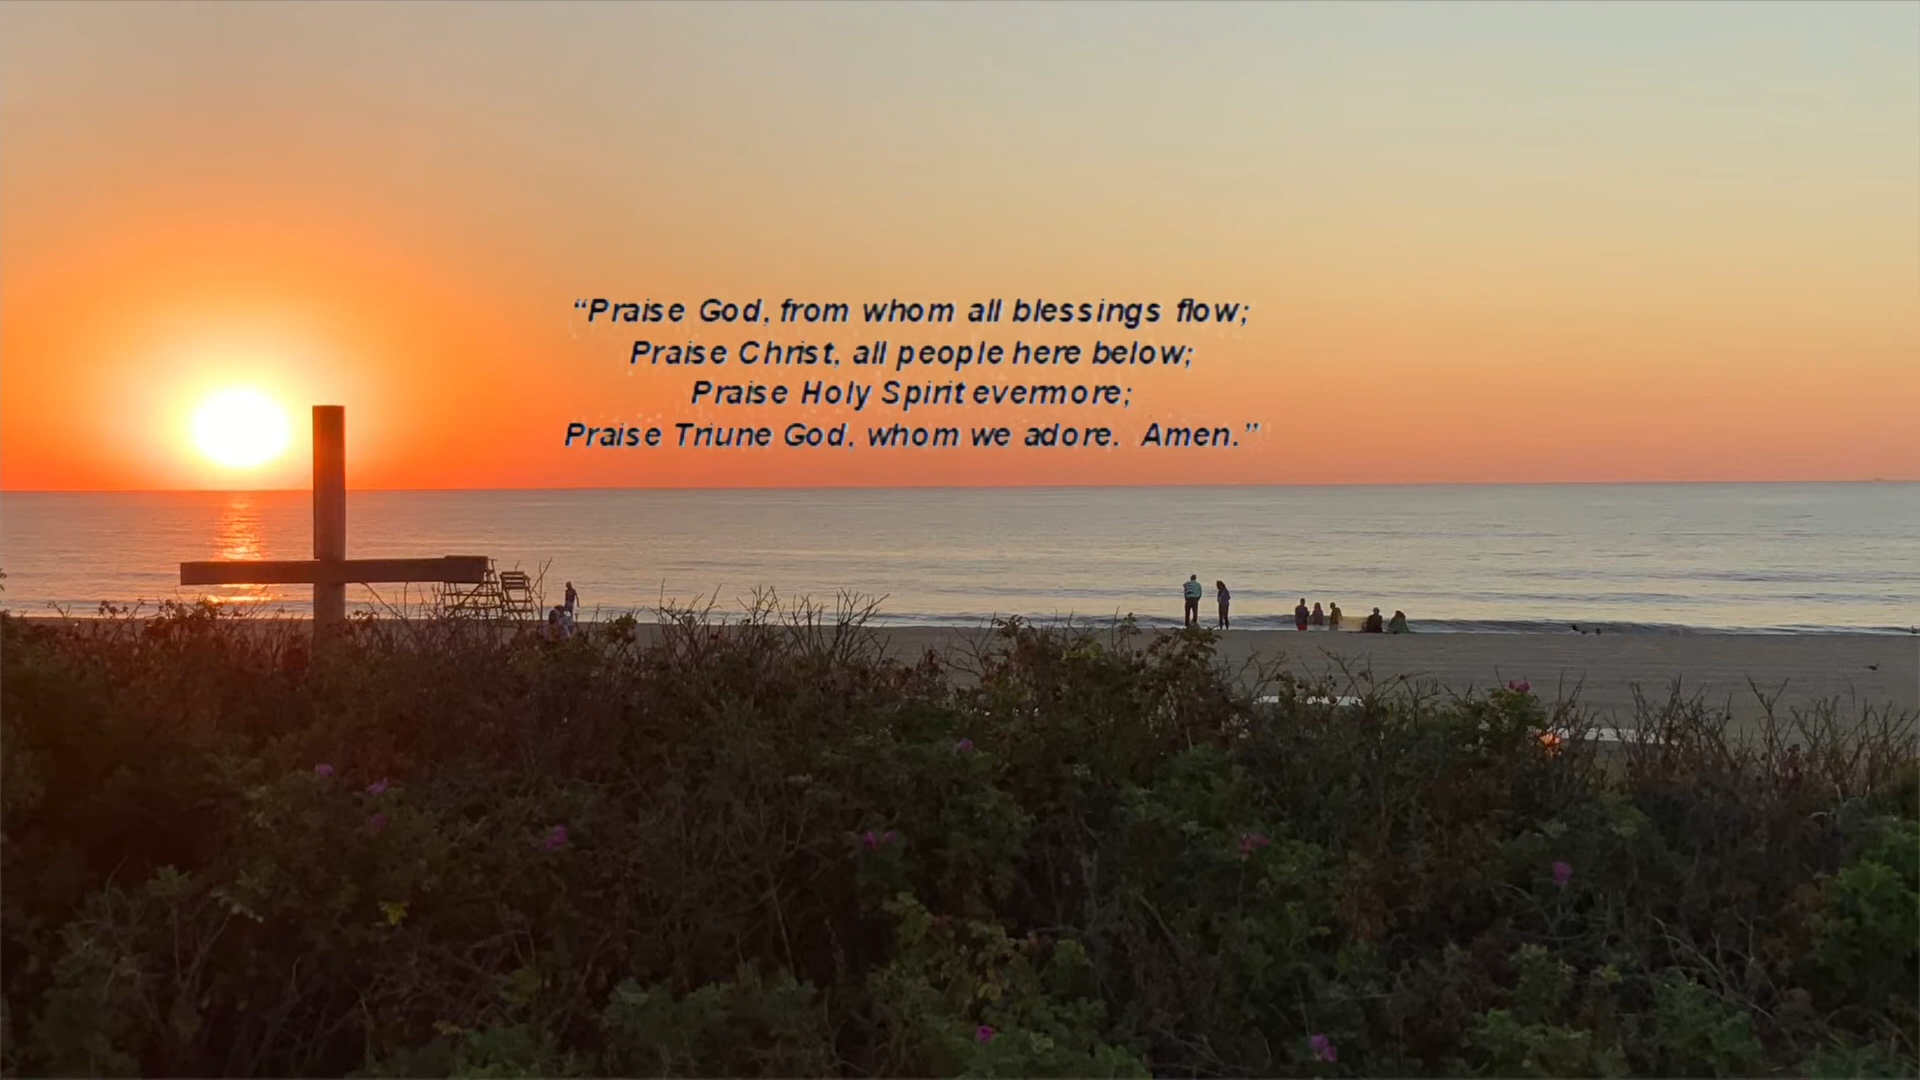 “Praise God, from whom all blessings flow;
Praise Christ, all people here below;
Praise Holy Spirit evermore;
Praise Triune God, whom we adore.  Amen.”